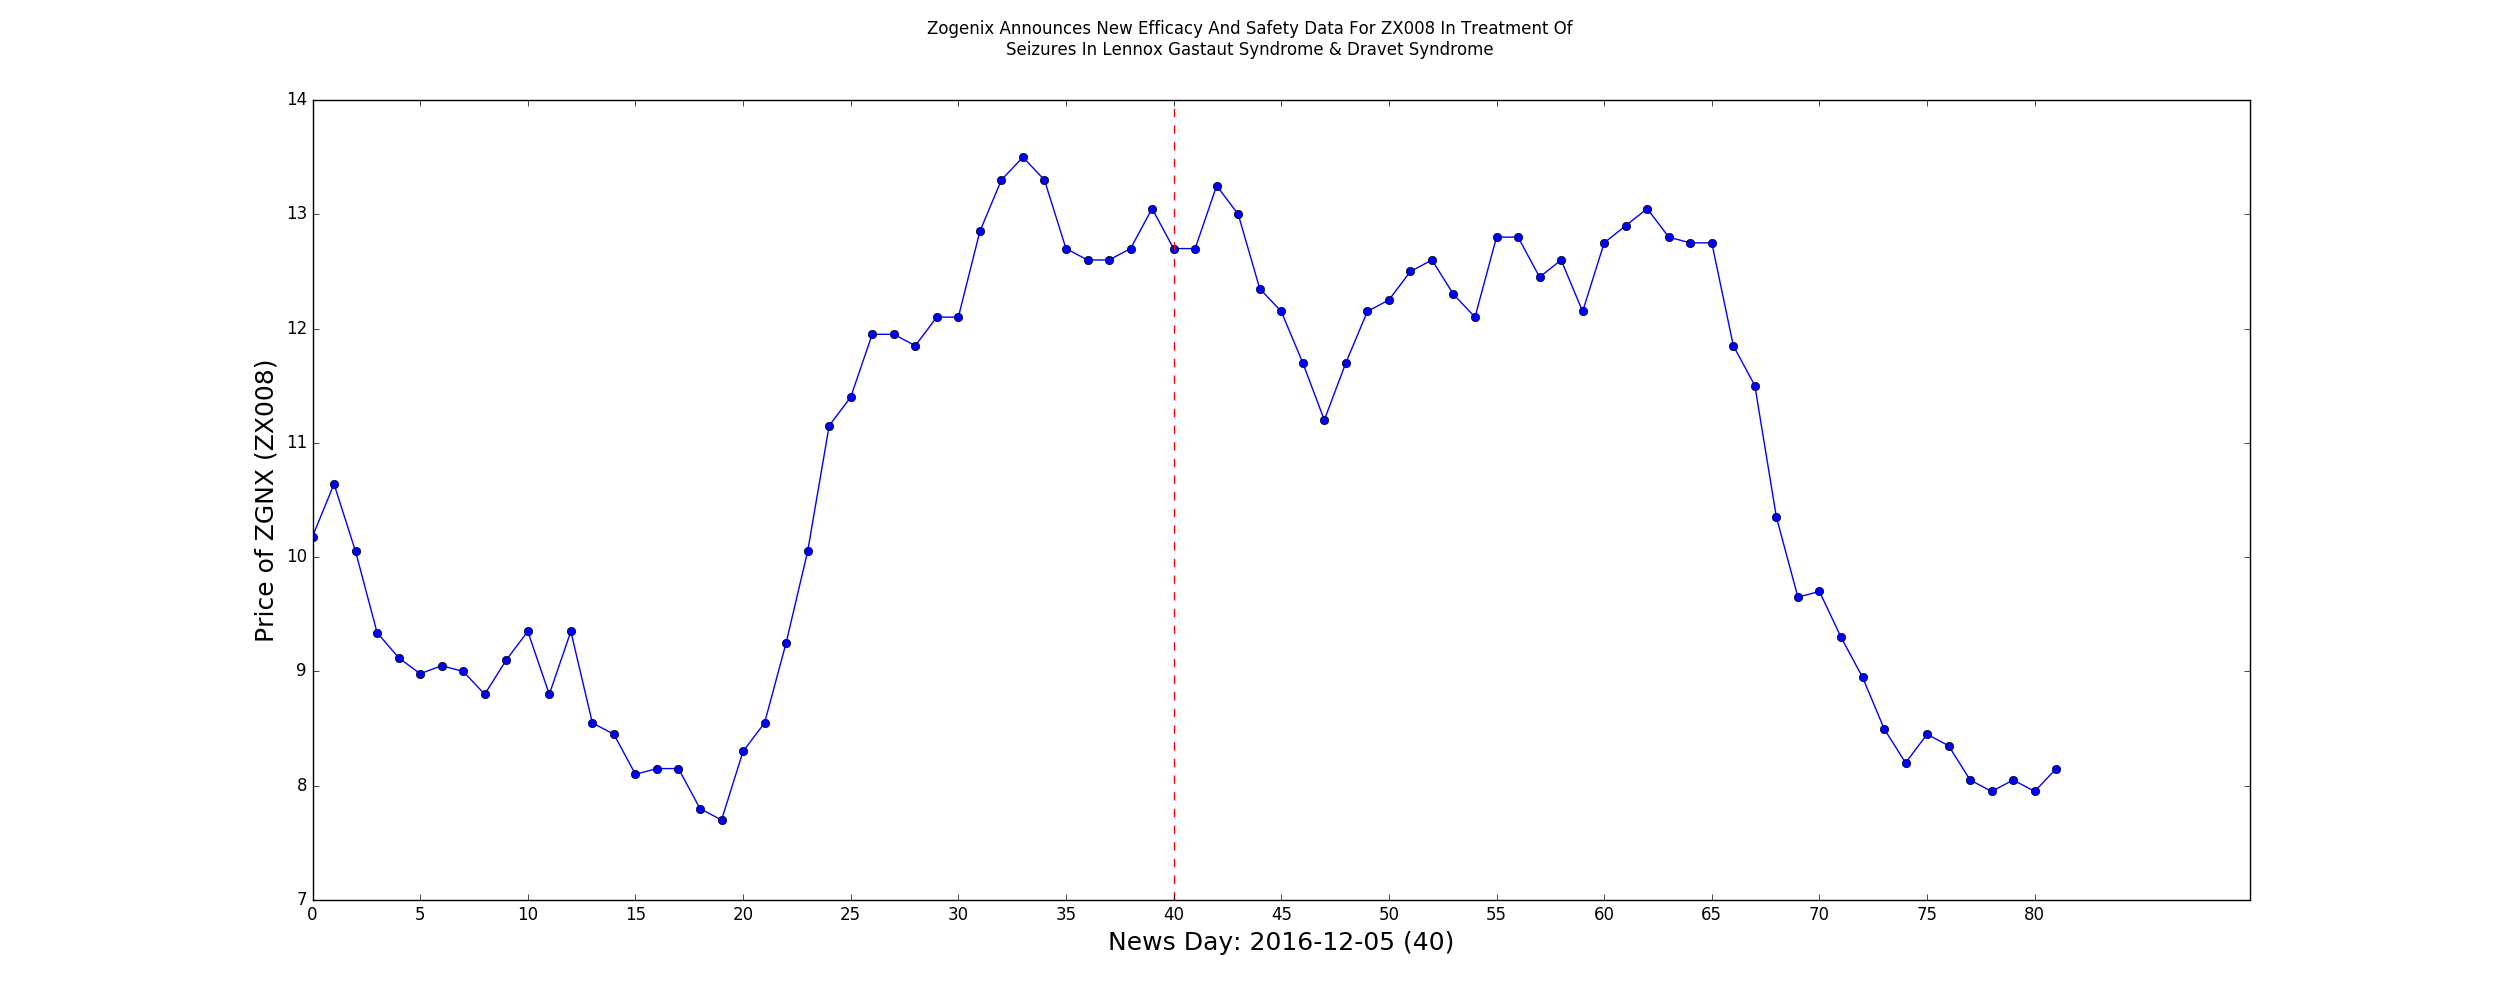 Zogenix Announces New Efficacy And Safety Data For ZX008 In Treatment Of
Seizures In Lennox Gastaut Syndrome & Dravet Syndrome
14
13
12
11
10
9
8
7
Price of ZGNX (ZX008)
0 5 10 15 20 25 30 35 40 45 50 55 60 65 70 75 80
News Day: 2016-12-05 (40)